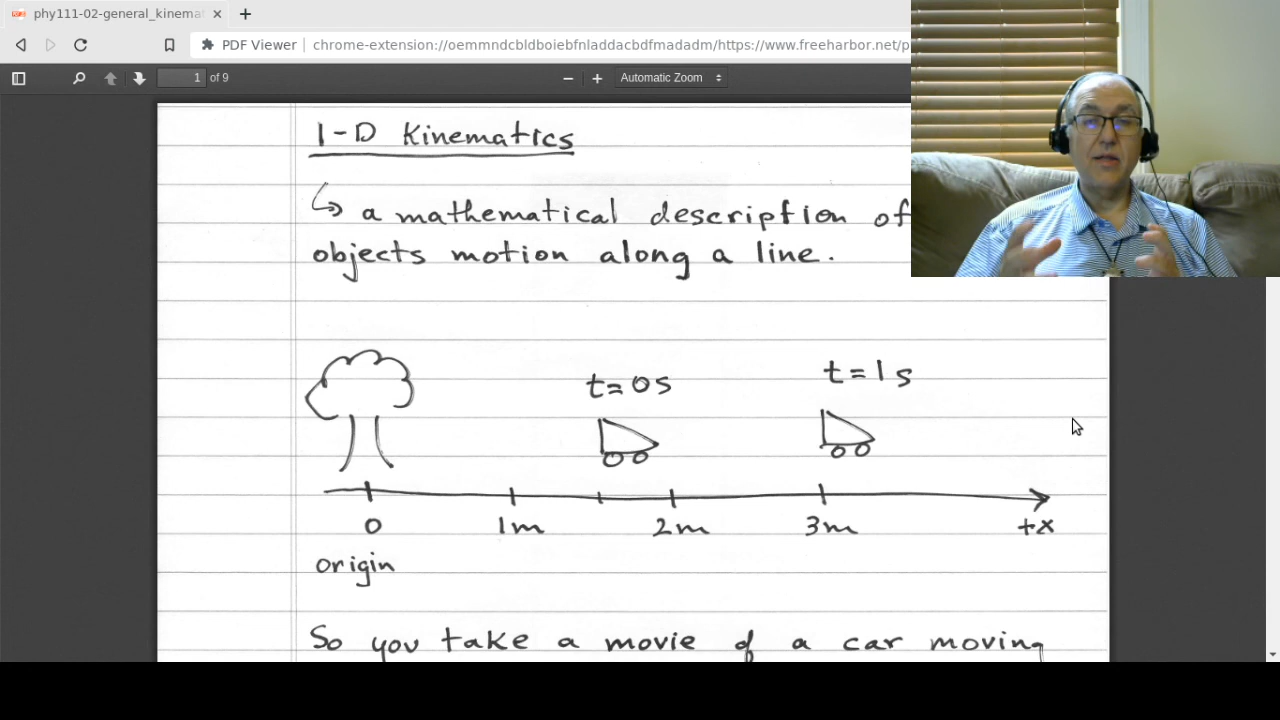 phy111-02-general_kinemat
PDF Viewer chrome-extension://oemmndcbldboiebfnladdacbdfmadadm/https://www.freeharbor.net/p
1 of 9
Automatic Zoom
1-D Kinematics
a mathematical description of
objects motion along a line.
t=0s
t=1s
0 1m 2m 3m +x
origin
So you take a movie of a car moving